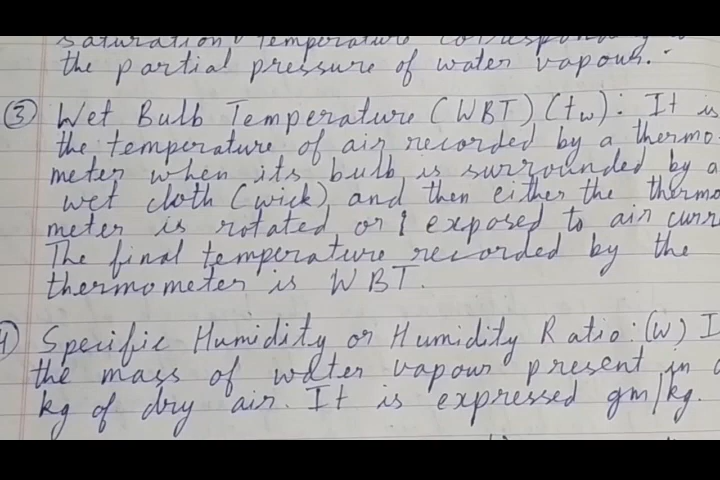 saturation temperature
the partial pressure of water vapour.
③ Wet Bulb Temperature (WBT) (tw): It is
the temperature of air recorded by a thermo-
meter when its bulb is surrounded by a
wet cloth (wick) and then either the thermo
meter is rotated or exposed to air curr
The final temperature recorded by the
thermometer is WBT.
4) Specific Humidity or Humidity Ratio: (W) I
the mass of water vapour present in
kg of dry air. It is expressed gm/kg.